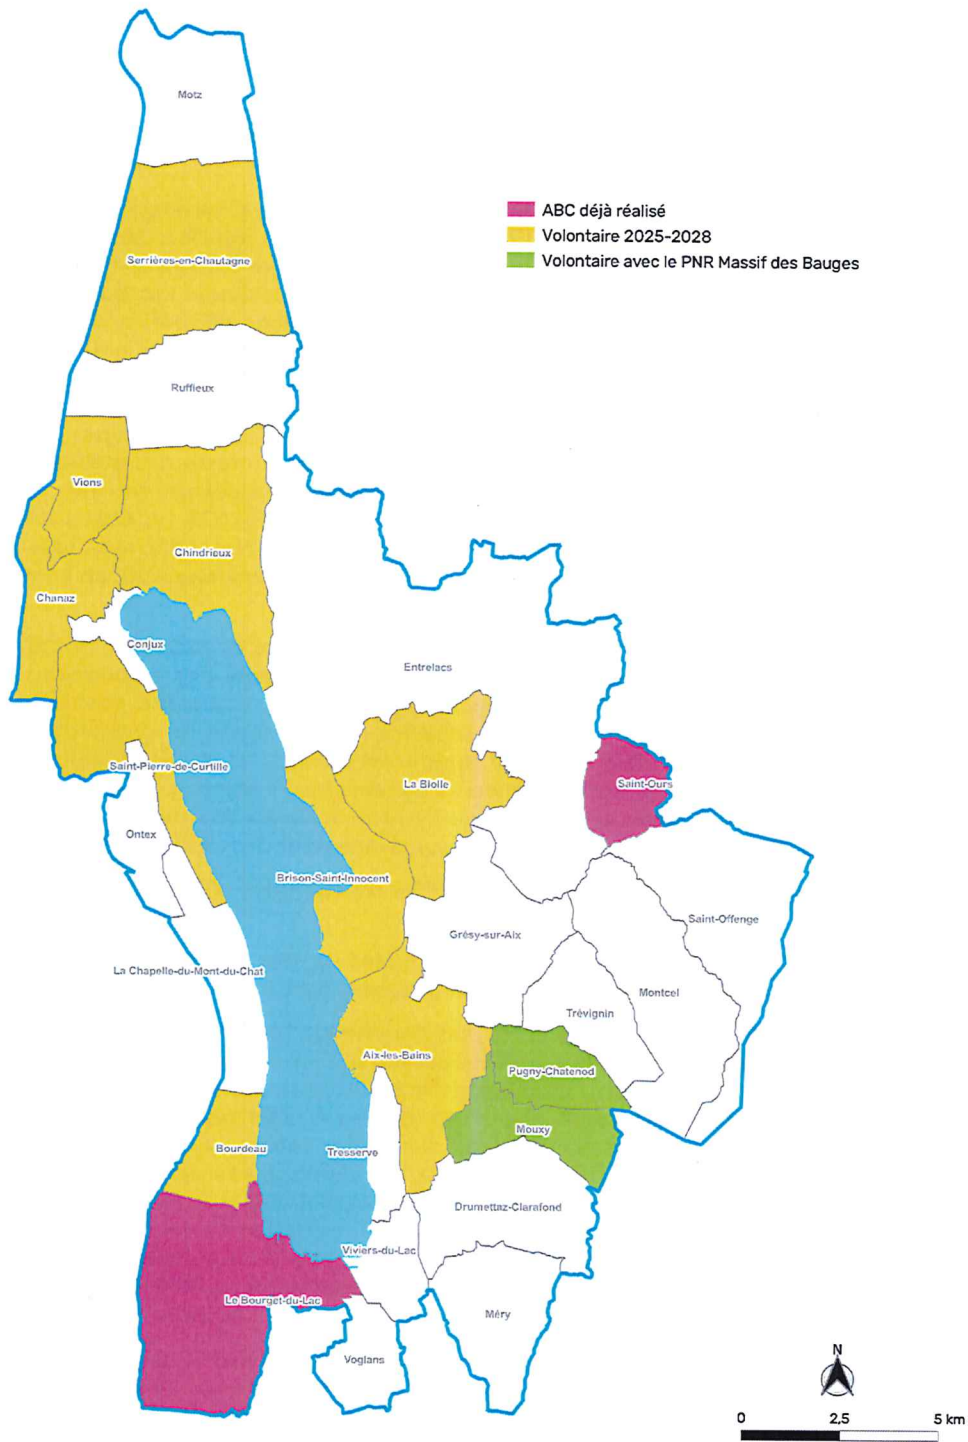 Motz
ABC déjà réalisé
Volontaire 2025-2028
Volontaire avec le PNR Massif des Bauges
Serrières-en-Chautagne
Ruffieux
Vions
Chindrieux
Chanaz
Conjux
Entrelacs
Saint-Pierre-de-Curtille
La Biolle
Saint-Ours
Ontex
Brison-Saint-Innocent
Saint-Offenge
Grésy-sur-Aix
La Chapelle-du-Mont-du-Chat
Montcel
Trévignin
Aix-les-Bains
Pugny-Chatenod
Mouxy
Bourdeau
Tresserve
Drumettaz-Clarafond
Viviers-du-Lac
Le Bourget-du-Lac
Méry
Voglans
N
0 2,5 5 km